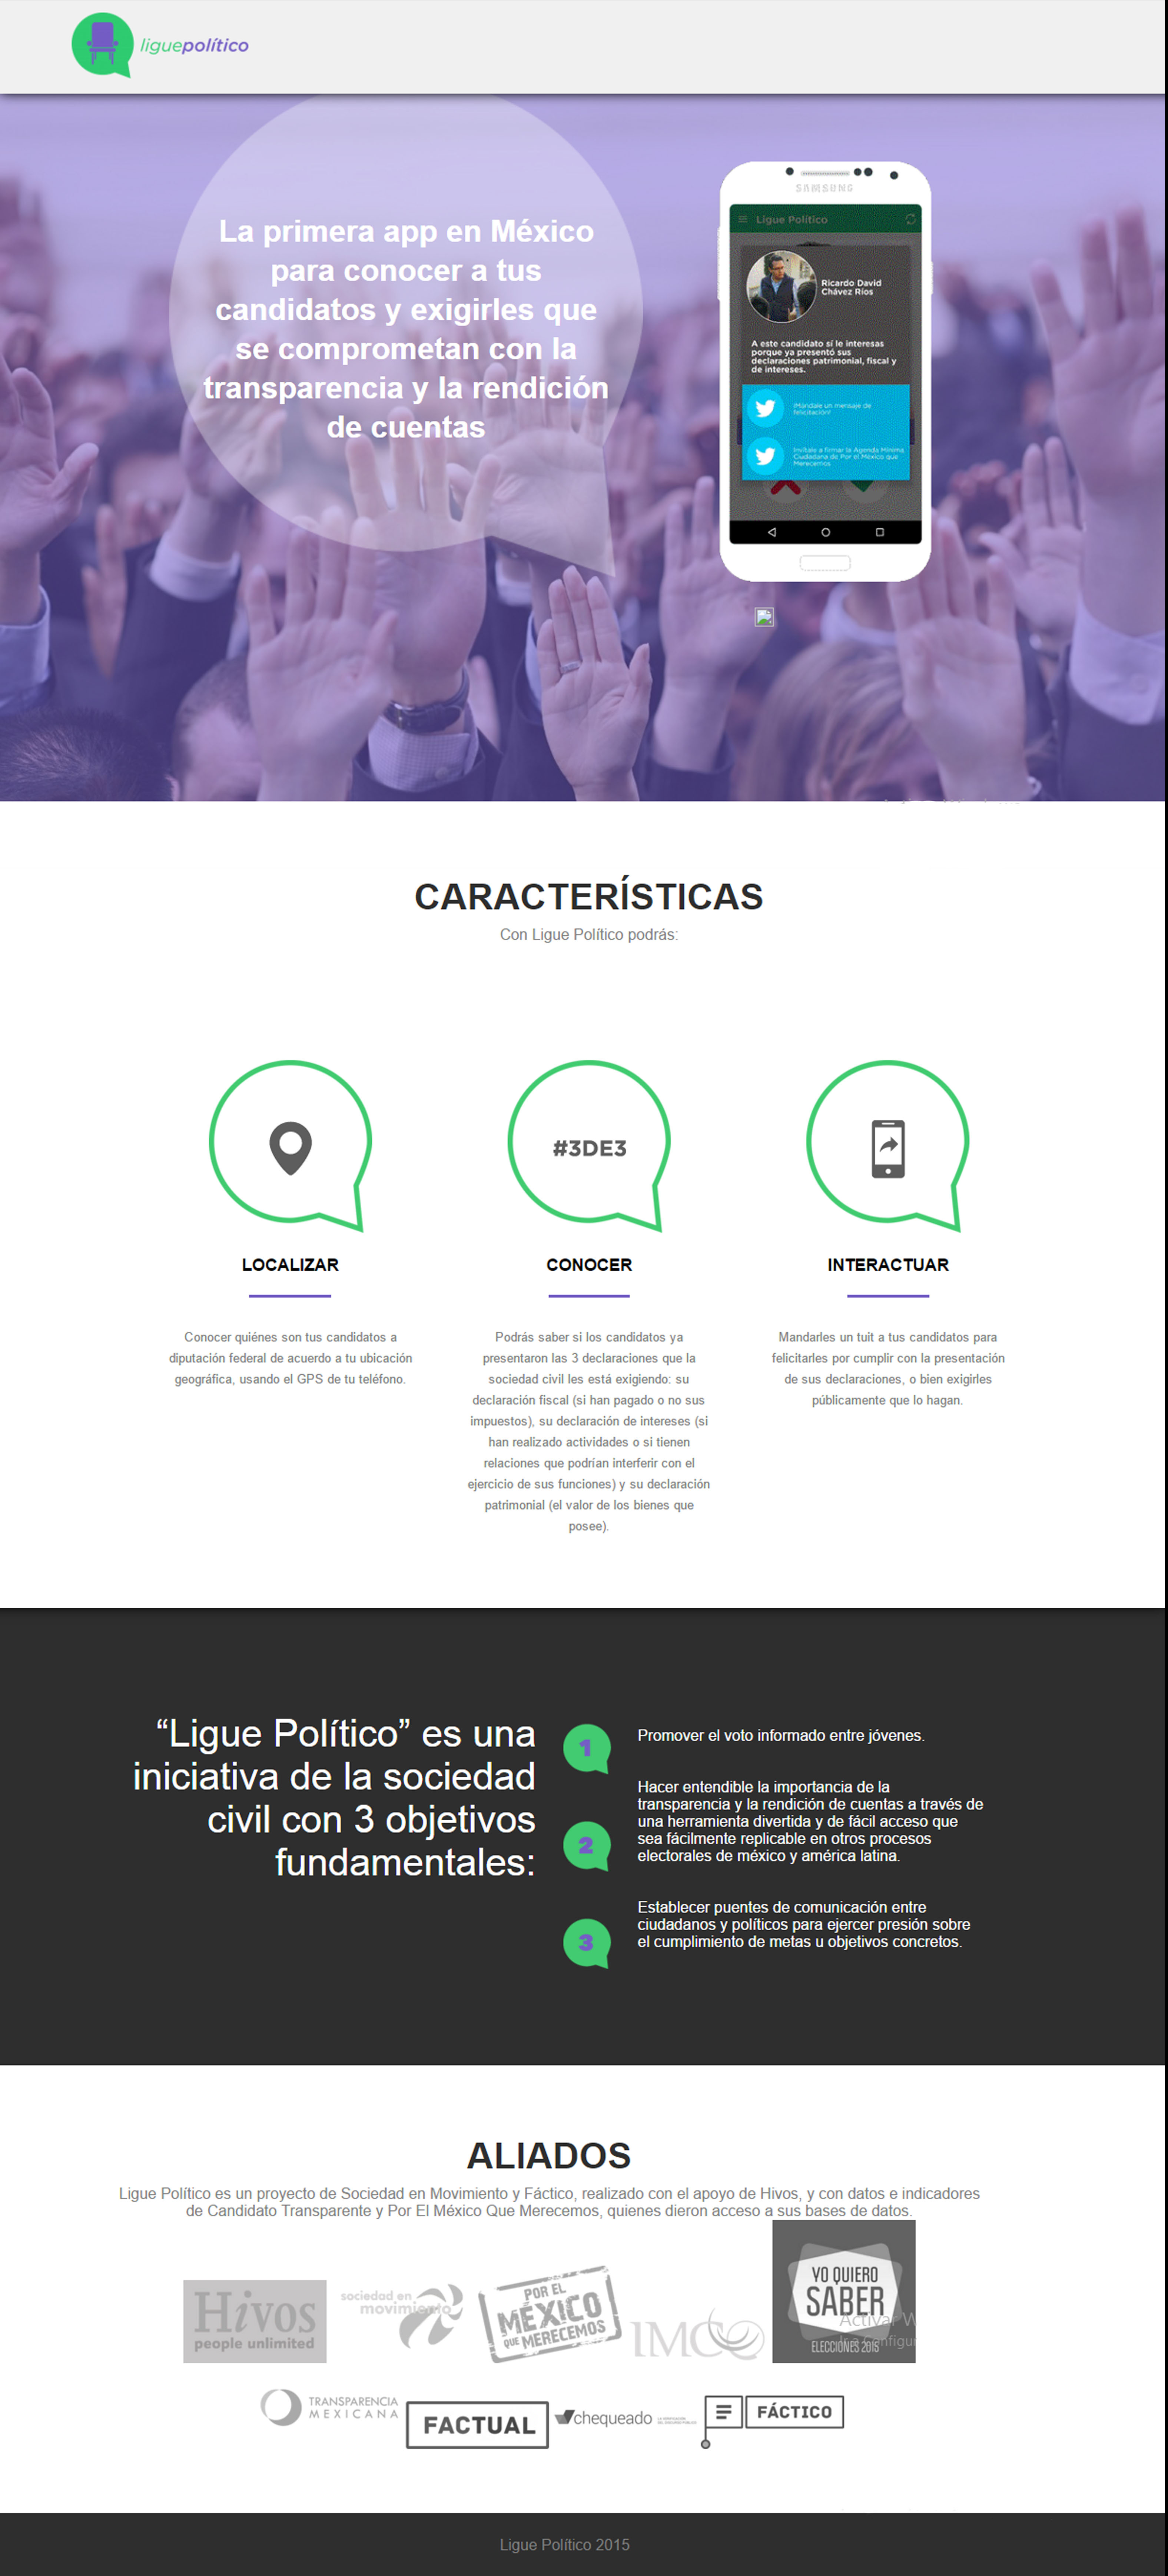 liguepolítico
La primera app en México
para conocer a tus
candidatos y exigirles que
se comprometan con la
transparencia y la rendición
de cuentas
SAMSUNG
Ligue Político
Ricardo David
Chávez Ríos
A este candidato sí le interesas
porque ya presentó sus
declaraciones patrimonial, fiscal y
de intereses.
¡Mándale un mensaje de
felicitación!
Invítale a firmar la Agenda Mínima
Ciudadana de Por el México que
Merecemos
CARACTERÍSTICAS
Con Ligue Político podrás:
#3DE3
LOCALIZAR
Conocer quiénes son tus candidatos a
diputación federal de acuerdo a tu ubicación
geográfica, usando el GPS de tu teléfono.
CONOCER
Podrás saber si los candidatos ya
presentaron las 3 declaraciones que la
sociedad civil les está exigiendo: su
declaración fiscal (si han pagado o no sus
impuestos), su declaración de intereses (si
han realizado actividades o si tienen
relaciones que podrían interferir con el
ejercicio de sus funciones) y su declaración
patrimonial (el valor de los bienes que
posee).
INTERACTUAR
Mandarles un tuit a tus candidatos para
felicitarles por cumplir con la presentación
de sus declaraciones, o bien exigirles
públicamente que lo hagan.
“Ligue Político” es una
iniciativa de la sociedad
civil con 3 objetivos
fundamentales:
1
Promover el voto informado entre jóvenes.
2
Hacer entendible la importancia de la
transparencia y la rendición de cuentas a través de
una herramienta divertida y de fácil acceso que
sea fácilmente replicable en otros procesos
electorales de méxico y américa latina.
3
Establecer puentes de comunicación entre
ciudadanos y políticos para ejercer presión sobre
el cumplimiento de metas u objetivos concretos.
ALIADOS
Ligue Político es un proyecto de Sociedad en Movimiento y Fáctico, realizado con el apoyo de Hivos, y con datos e indicadores
de Candidato Transparente y Por El México Que Merecemos, quienes dieron acceso a sus bases de datos.
Hivos
people unlimited
sociedad en
movimiento
POR EL
MÉXICO
QUE MERECEMOS
IMCO
YO QUIERO
SABER
Activar W
ELECCIONES 2015
TRANSPARENCIA
MEXICANA
FACTUAL
chequeado
FÁCTICO
Ligue Político 2015